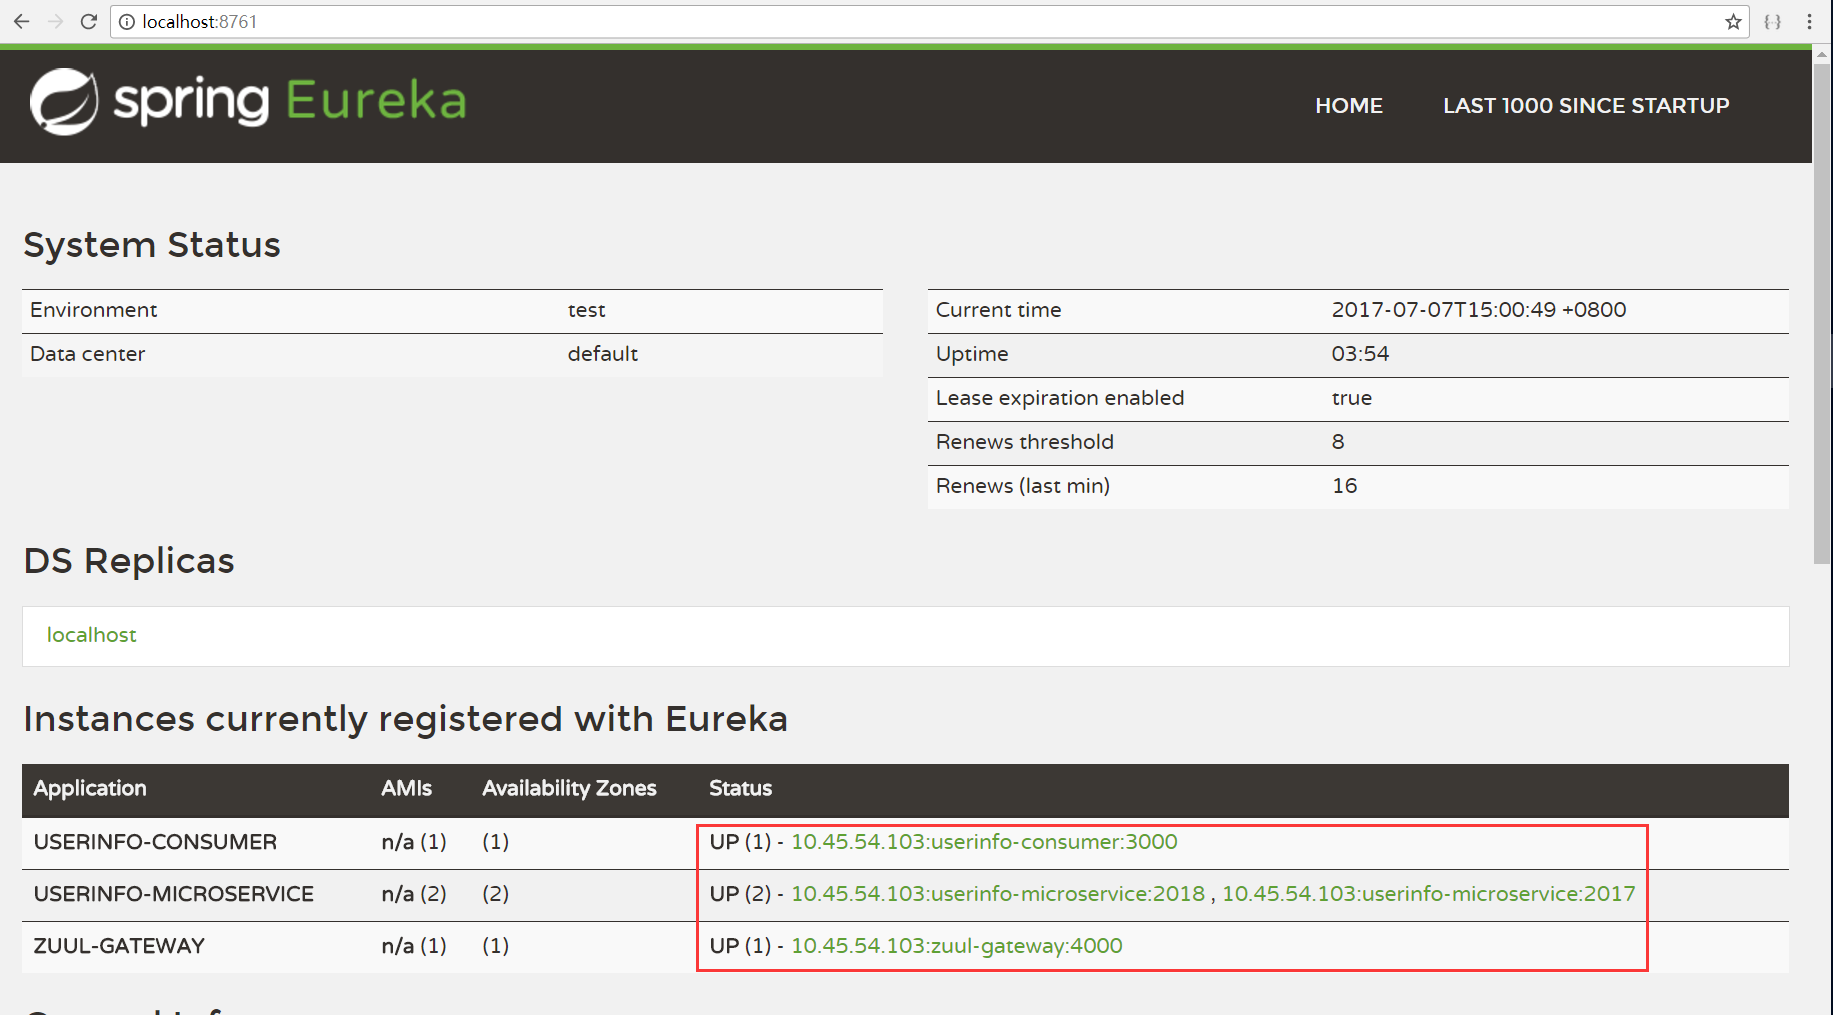 localhost:8761
spring Eureka
HOME LAST 1000 SINCE STARTUP
System Status
Environment test
Data center default
Current time 2017-07-07T15:00:49 +0800
Uptime 03:54
Lease expiration enabled true
Renews threshold 8
Renews (last min) 16
DS Replicas
localhost
Instances currently registered with Eureka
Application AMIs Availability Zones Status
USERINFO-CONSUMER n/a (1) (1) UP (1) - 10.45.54.103:userinfo-consumer:3000
USERINFO-MICROSERVICE n/a (2) (2) UP (2) - 10.45.54.103:userinfo-microservice:2018 , 10.45.54.103:userinfo-microservice:2017
ZUUL-GATEWAY n/a (1) (1) UP (1) - 10.45.54.103:zuul-gateway:4000